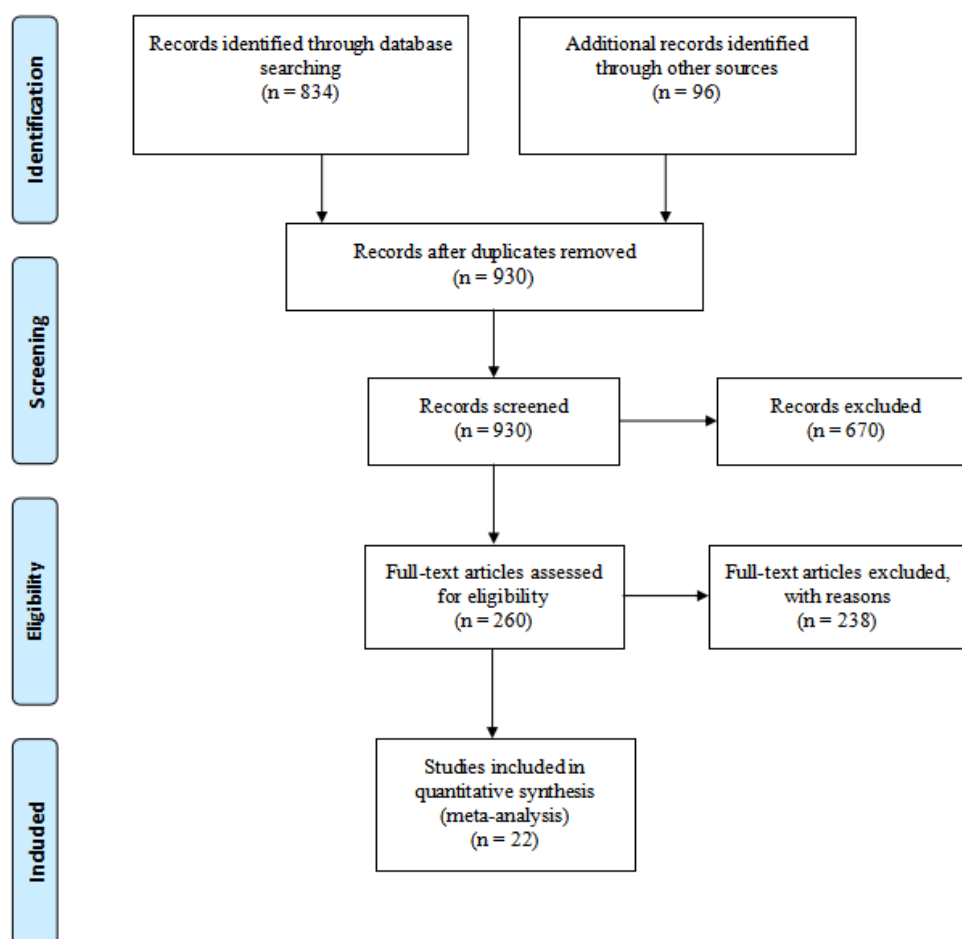 Identification
Records identified through database
searching
(n = 834)
Additional records identified
through other sources
(n = 96)
Records after duplicates removed
(n = 930)
Screening
Records screened
(n = 930)
Records excluded
(n = 670)
Eligibility
Full-text articles assessed
for eligibility
(n = 260)
Full-text articles excluded,
with reasons
(n = 238)
Included
Studies included in
quantitative synthesis
(meta-analysis)
(n = 22)